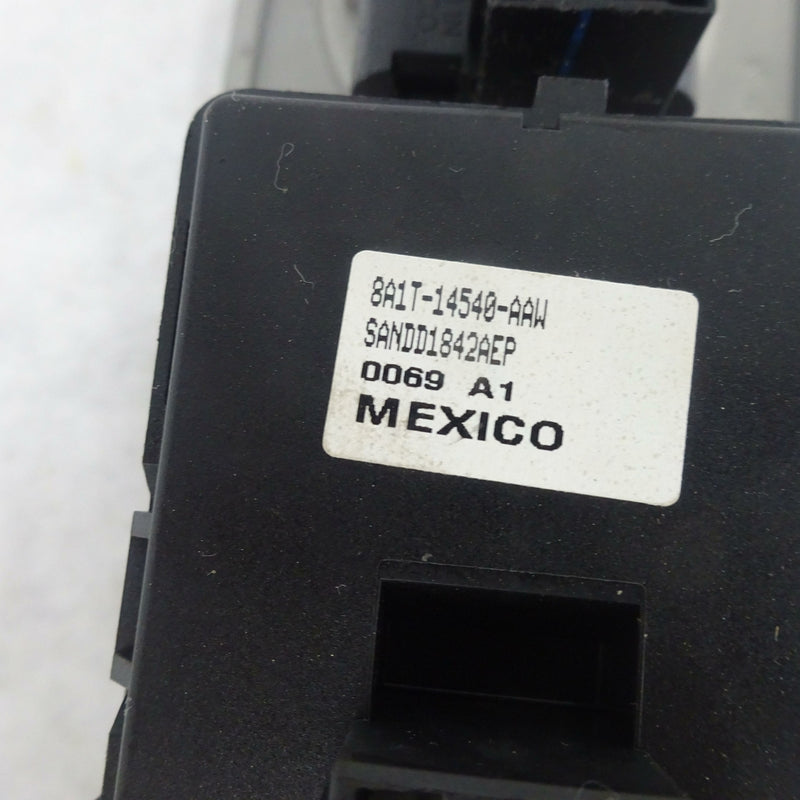 8A1T-14540-AAW
SANDD1842AEP
0069 A1
MEXICO